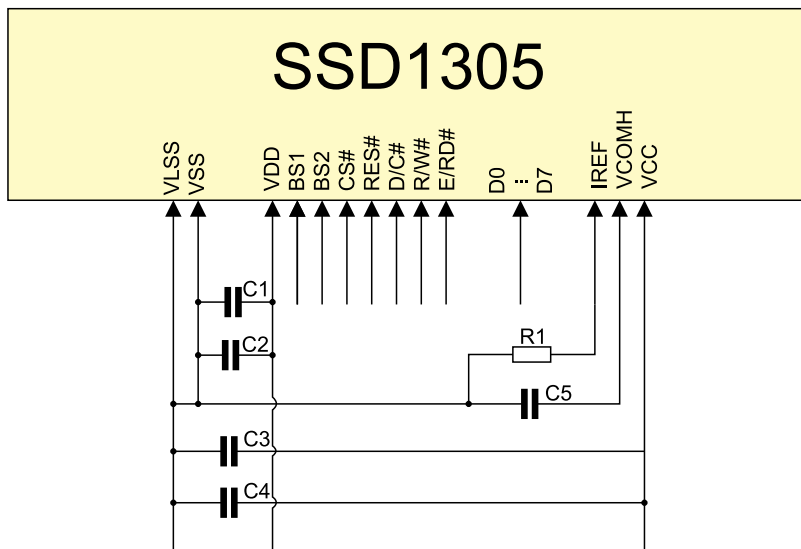 SSD1305
VLSS
VSS
VDD
BS1
BS2
CS#
RES#
D/C#
R/W#
E/RD#
D0
...
D7
IREF
VCOMH
VCC
C1
R1
C2
C5
C3
C4